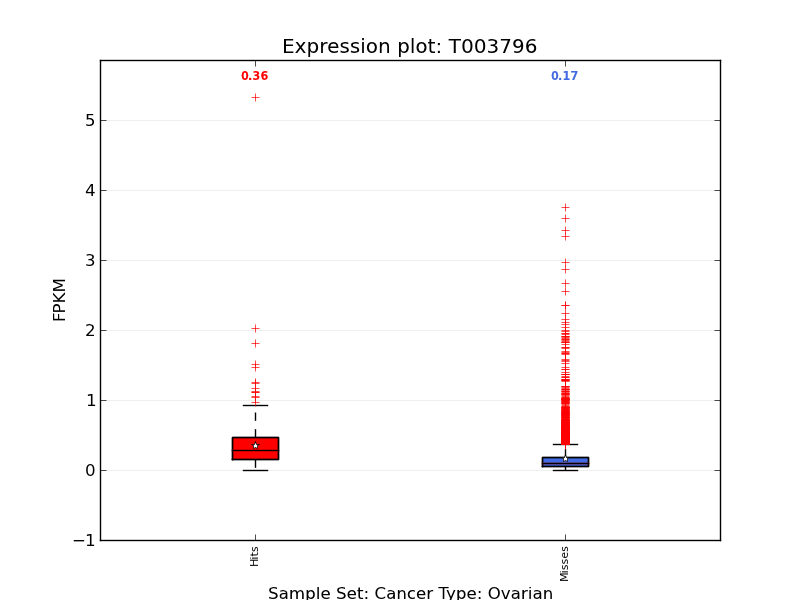 Expression plot: T003796
0.36
0.17
5
4
3
2
1
0
−1
FPKM
Hits
Misses
Sample Set: Cancer Type: Ovarian